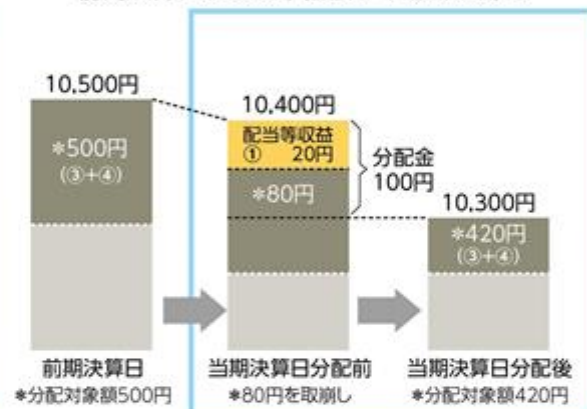 10,500円
*500円
(③+④)
前期決算日
*分配対象額500円
10,400円
配当等収益
① 20円
*80円
分配金
100円
当期決算日分配前
*80円を取崩し
10,300円
*420円
(③+④)
当期決算日分配後
*分配対象額420円